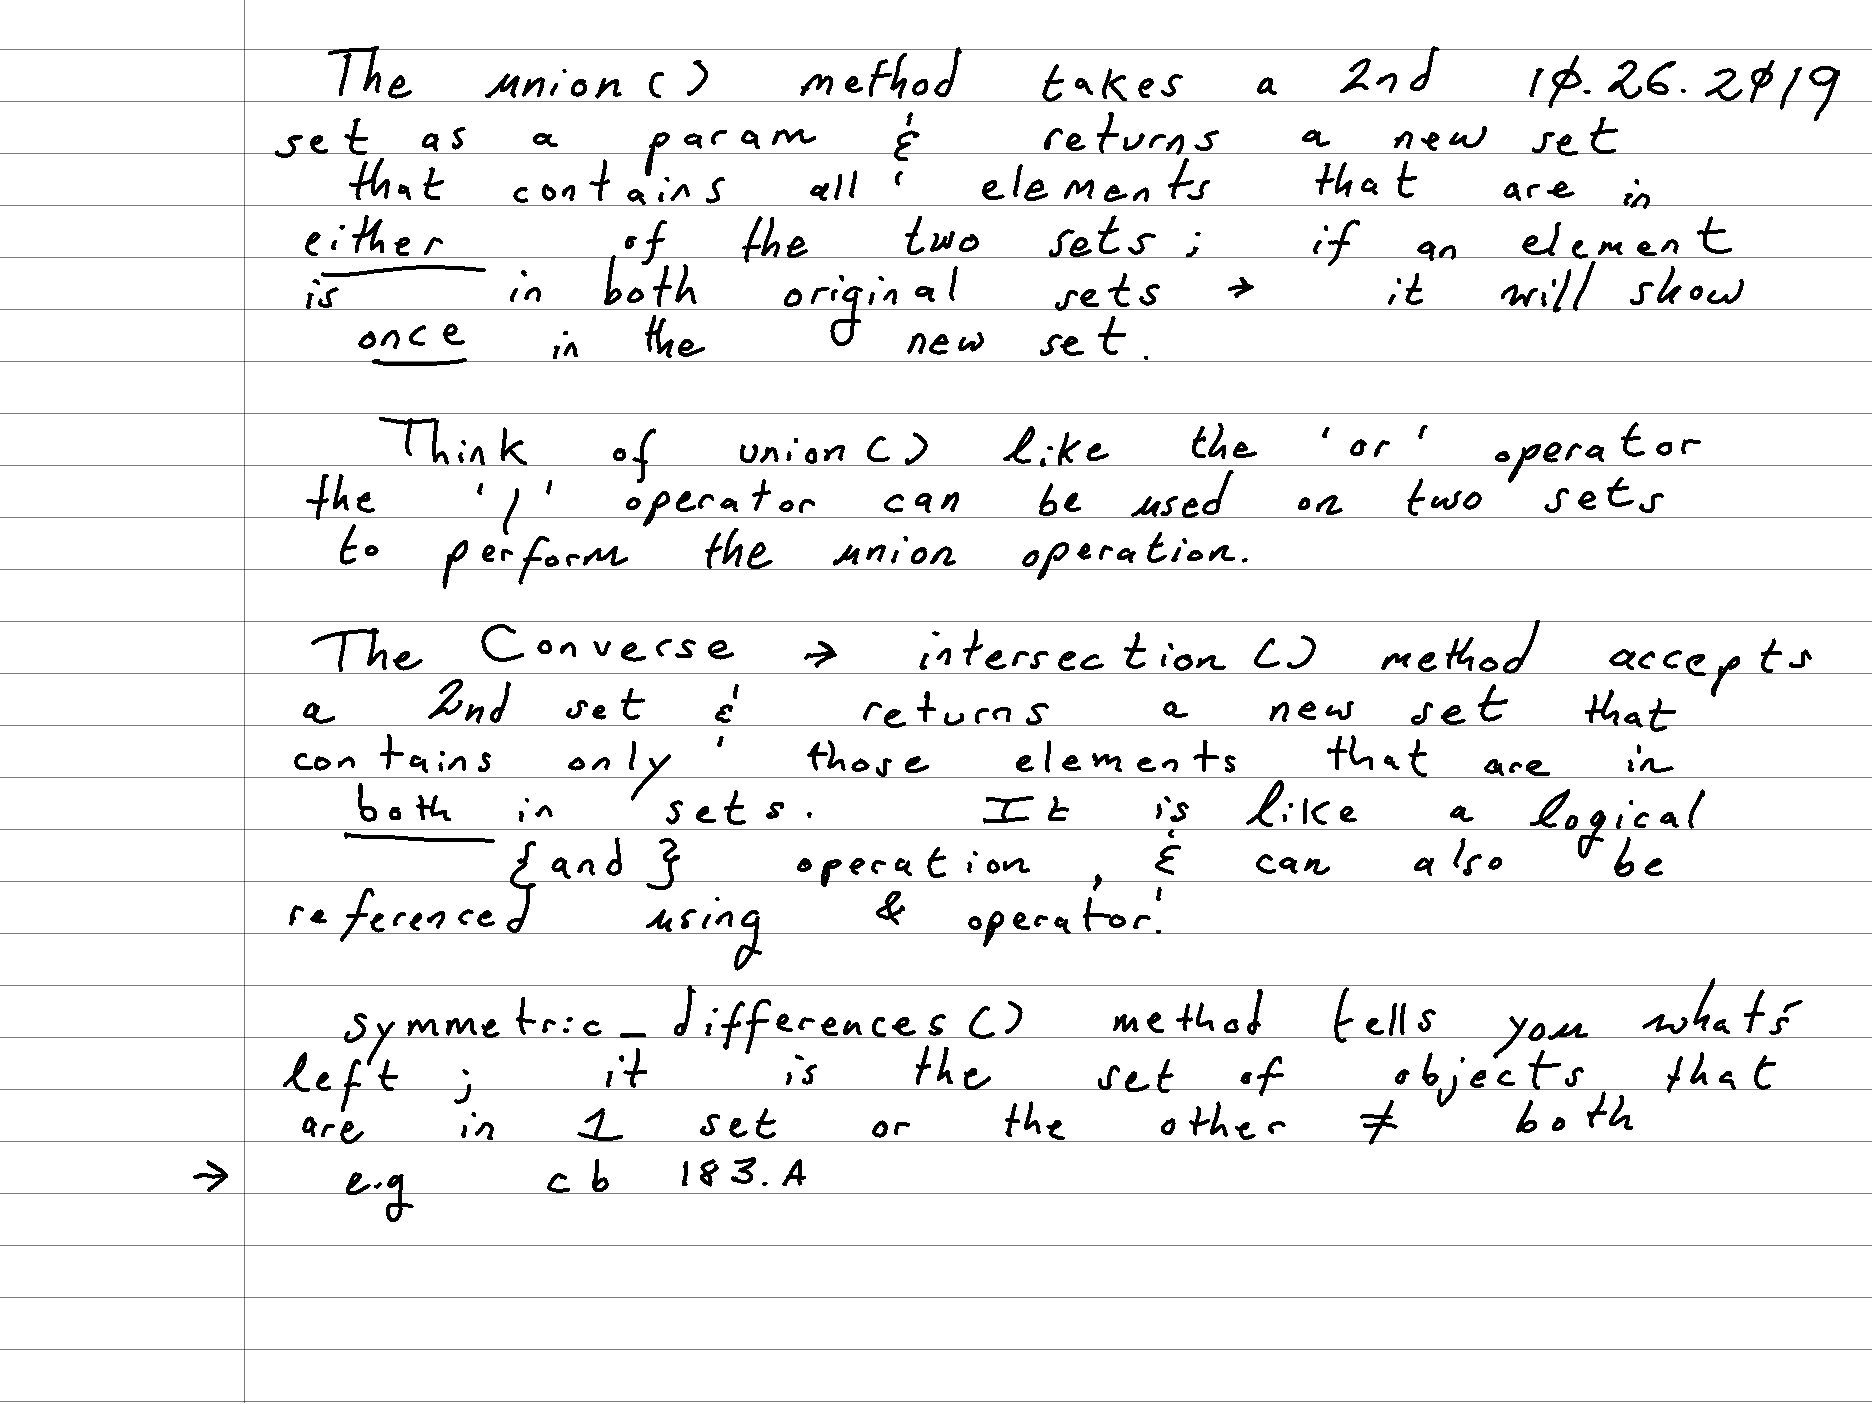 The union() method takes a 2nd 10.26.2019
set as a param & returns a new set
that contains all elements that are in
either of the two sets; if an element
is in both original sets → it will show
once in the new set.
Think of union() like the 'or' operator
the '|' operator can be used on two sets
to perform the union operation.
The Converse → intersection() method accepts
a 2nd set & returns a new set that
contains only those elements that are in
both in sets. It is like a logical
{and} operation, & can also be
referenced using & operator.
symmetric_differences() method tells you what's
left; it is the set of objects that
are in 1 set or the other ≠ both
→ e.g cb 183.A